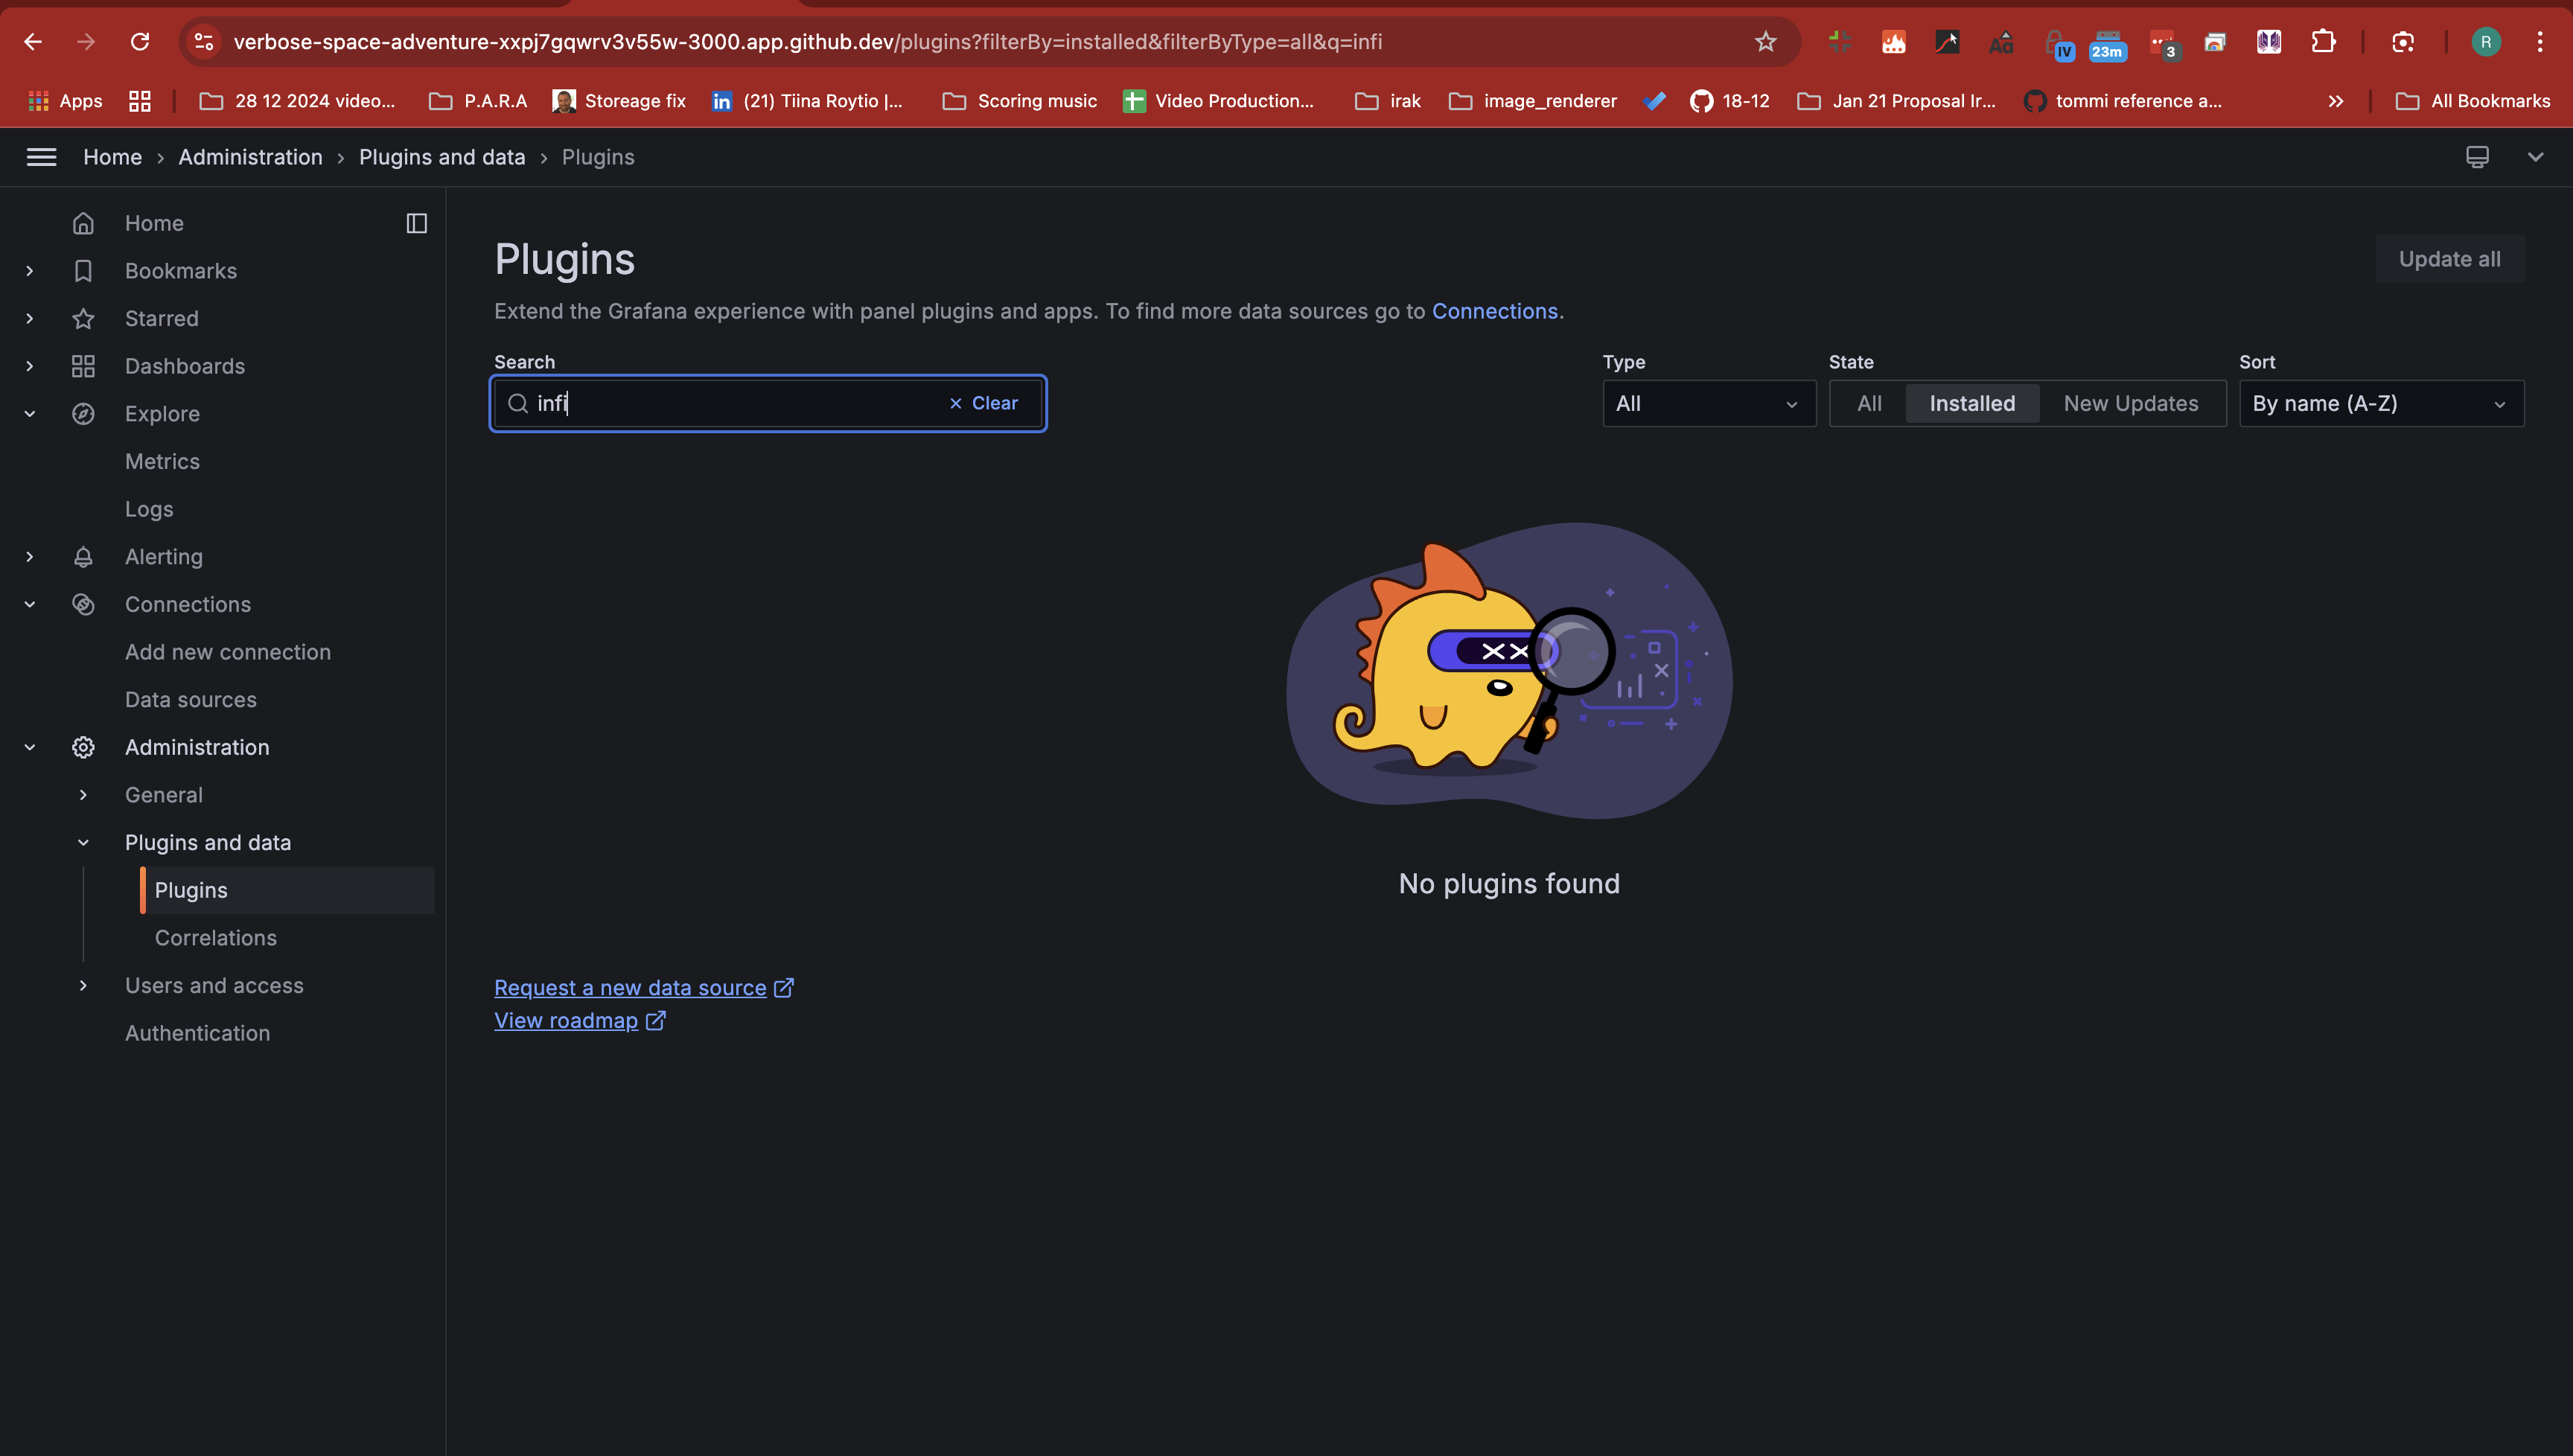 verbose-space-adventure-xxpj7gqwrv3v55w-3000.app.github.dev/plugins?filterBy=installed&filterByType=all&q=infi
IV
23m
3
R
Apps
28 12 2024 video...
P.A.R.A
Storeage fix
in
(21) Tiina Roytio |...
Scoring music
Video Production...
irak
image_renderer
18-12
Jan 21 Proposal Ir...
tommi reference a...
All Bookmarks
Home › Administration › Plugins and data › Plugins
Home
Bookmarks
Starred
Dashboards
Explore
Metrics
Logs
Alerting
Connections
Add new connection
Data sources
Administration
General
Plugins and data
Plugins
Correlations
Users and access
Authentication
Plugins
Update all
Extend the Grafana experience with panel plugins and apps. To find more data sources go to Connections.
Search
infi
Clear
Type
All
State
All
Installed
New Updates
Sort
By name (A-Z)
No plugins found
Request a new data source
View roadmap